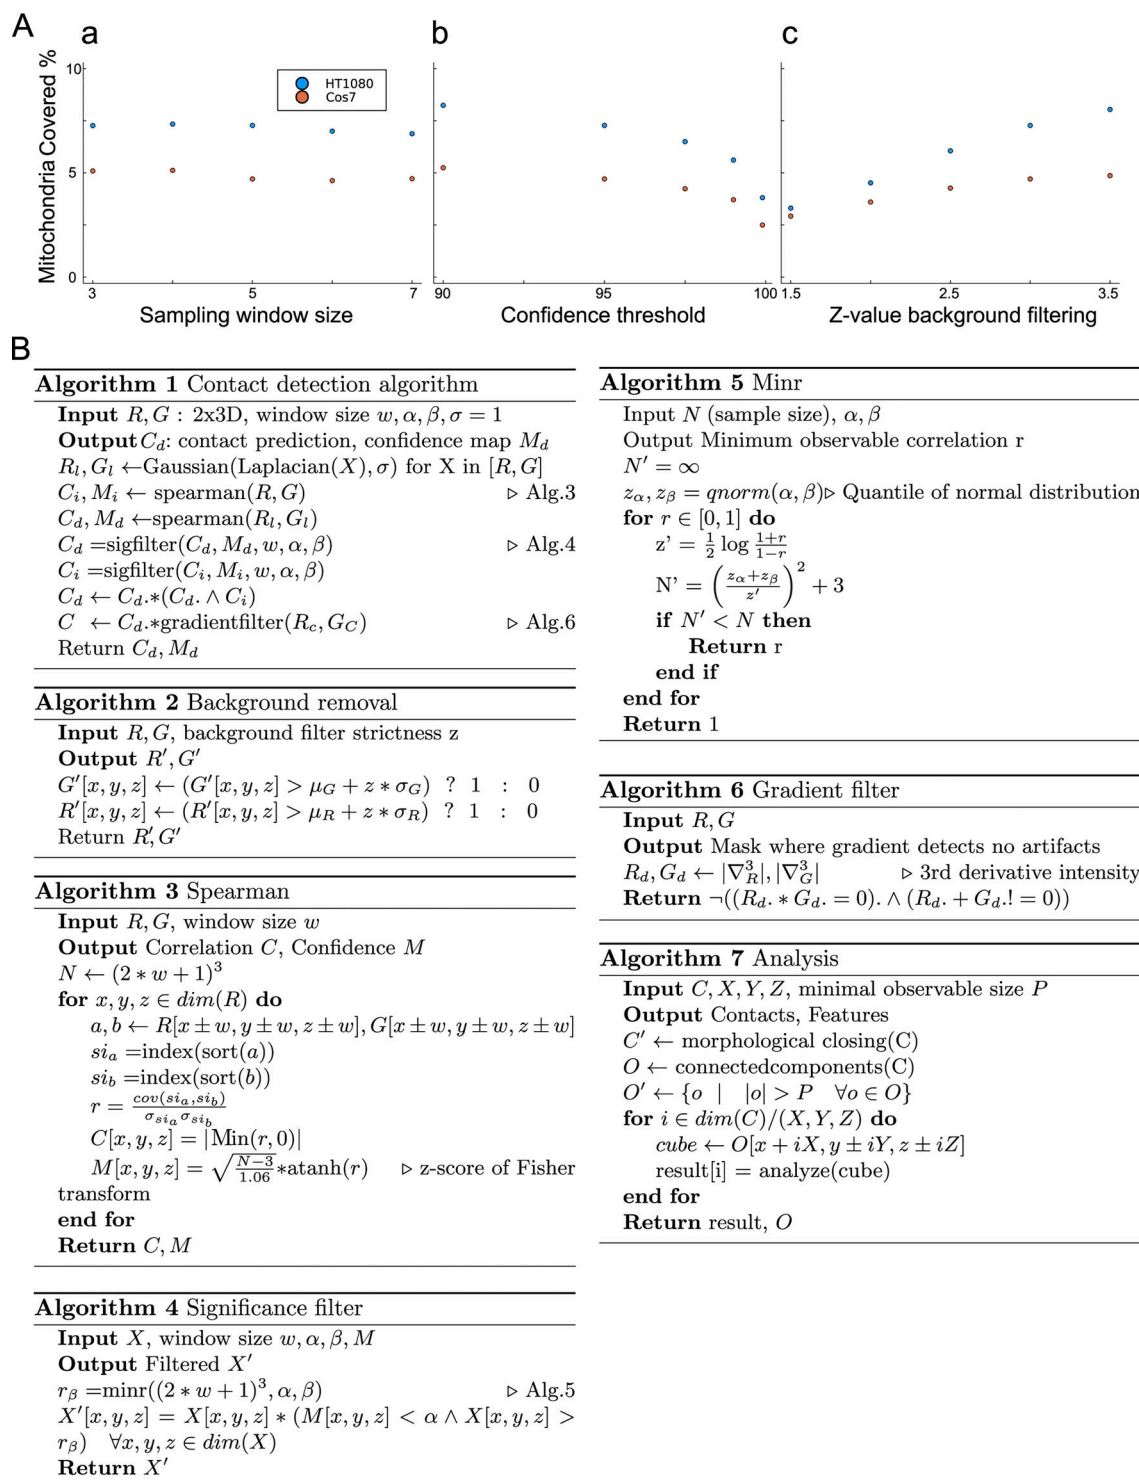 A
a
b
c
Mitochondria Covered %
10
5
0
HT1080
Cos7
3
5
7
90
95
100
1.5
2.5
3.5
Sampling window size
Confidence threshold
Z-value background filtering
B
Algorithm 1 Contact detection algorithm
Input R, G : 2x3D, window size w, α, β, σ = 1
Output C_d: contact prediction, confidence map M_d
R_l, G_l ←Gaussian(Laplacian(X), σ) for X in [R, G]
C_i, M_i ← spearman(R, G) ▷ Alg.3
C_d, M_d ←spearman(R_l, G_l)
C_d =sigfilter(C_d, M_d, w, α, β) ▷ Alg.4
C_i =sigfilter(C_i, M_i, w, α, β)
C_d ← C_d.*(C_d. ∧ C_i)
C ← C_d.*gradientfilter(R_c, G_C) ▷ Alg.6
Return C_d, M_d
Algorithm 2 Background removal
Input R, G, background filter strictness z
Output R′, G′
G′[x, y, z] ← (G′[x, y, z] > μ_G + z * σ_G) ? 1 : 0
R′[x, y, z] ← (R′[x, y, z] > μ_R + z * σ_R) ? 1 : 0
Return R′, G′
Algorithm 3 Spearman
Input R, G, window size w
Output Correlation C, Confidence M
N ← (2 * w + 1)^3
for x, y, z ∈ dim(R) do
a, b ← R[x ± w, y ± w, z ± w], G[x ± w, y ± w, z ± w]
si_a =index(sort(a))
si_b =index(sort(b))
r = cov(si_a,si_b) / σ_si_a σ_si_b
C[x, y, z] = |Min(r, 0)|
M[x, y, z] = √(N−3 / 1.06)*atanh(r) ▷ z-score of Fisher
transform
end for
Return C, M
Algorithm 4 Significance filter
Input X, window size w, α, β, M
Output Filtered X′
r_β =minr((2 * w + 1)^3, α, β) ▷ Alg.5
X′[x, y, z] = X[x, y, z] * (M[x, y, z] < α ∧ X[x, y, z] >
r_β) ∀x, y, z ∈ dim(X)
Return X′
Algorithm 5 Minr
Input N (sample size), α, β
Output Minimum observable correlation r
N′ = ∞
z_α, z_β = qnorm(α, β)▷ Quantile of normal distribution
for r ∈ [0, 1] do
z' = 1/2 log 1+r / 1−r
N' = (z_α+z_β / z′)^2 + 3
if N′ < N then
Return r
end if
end for
Return 1
Algorithm 6 Gradient filter
Input R, G
Output Mask where gradient detects no artifacts
R_d, G_d ← |∇^3_R|, |∇^3_G| ▷ 3rd derivative intensity
Return ¬((R_d. * G_d. = 0). ∧ (R_d. + G_d.! = 0))
Algorithm 7 Analysis
Input C, X, Y, Z, minimal observable size P
Output Contacts, Features
C′ ← morphological closing(C)
O ← connectedcomponents(C)
O′ ← {o | |o| > P ∀o ∈ O}
for i ∈ dim(C)/(X, Y, Z) do
cube ← O[x + iX, y ± iY, z ± iZ]
result[i] = analyze(cube)
end for
Return result, O